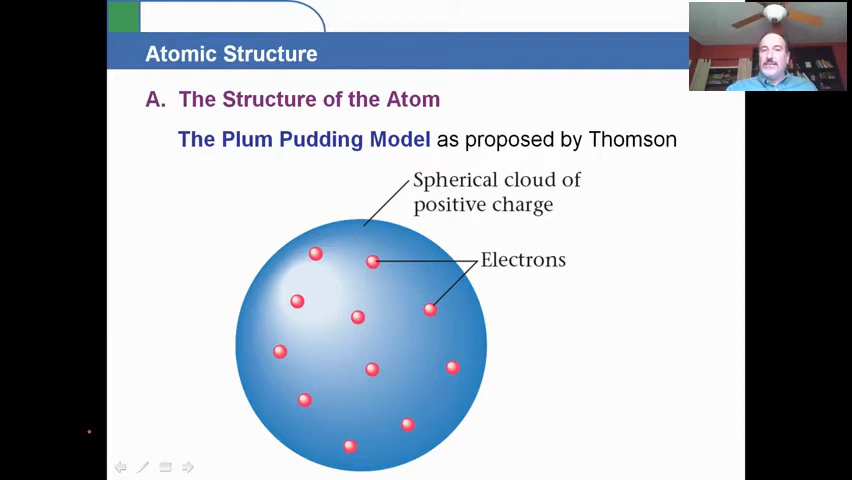 Atomic Structure
A. The Structure of the Atom
The Plum Pudding Model as proposed by Thomson
Spherical cloud of
positive charge
Electrons